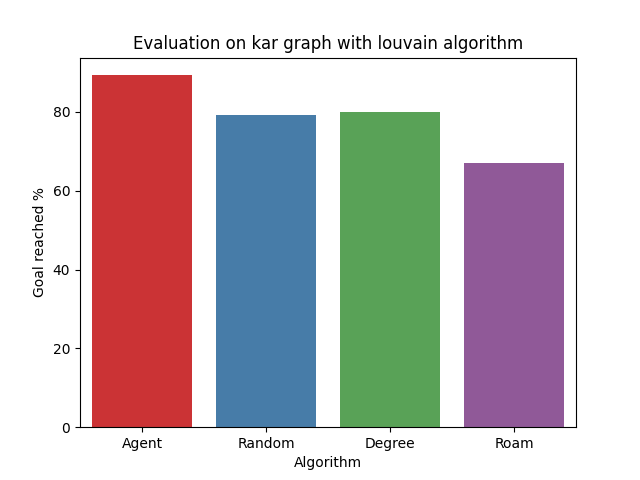 Evaluation on kar graph with louvain algorithm
Goal reached %
80
60
40
20
0
Agent Random Degree Roam
Algorithm